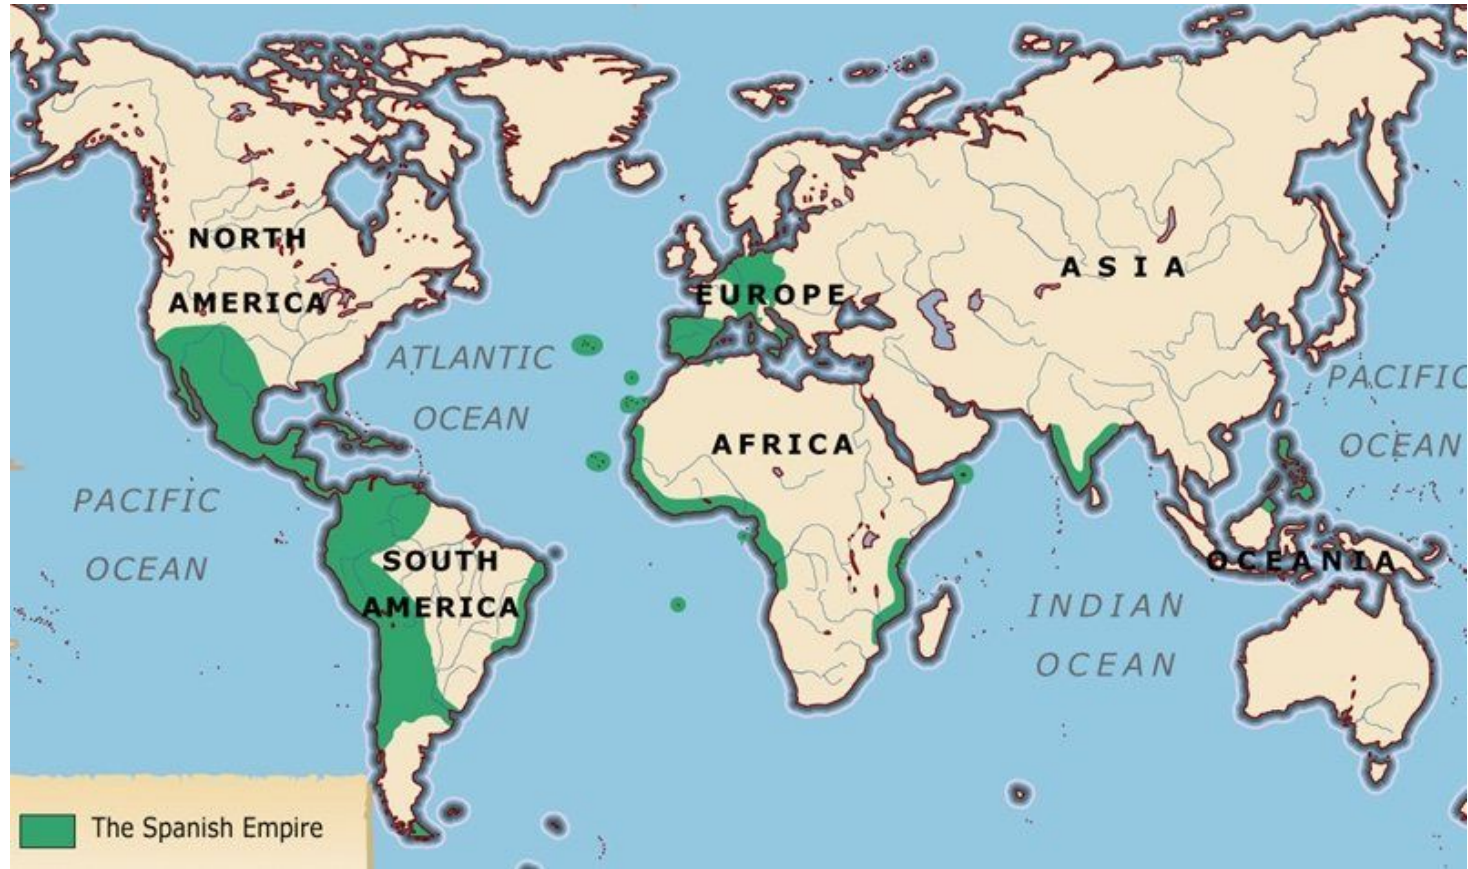 NORTH
AMERICA
ATLANTIC
OCEAN
EUROPE
ASIA
AFRICA
PACIFIC
OCEAN
PACIFIC
OCEAN
SOUTH
AMERICA
OCEANIA
INDIAN
OCEAN
The Spanish Empire